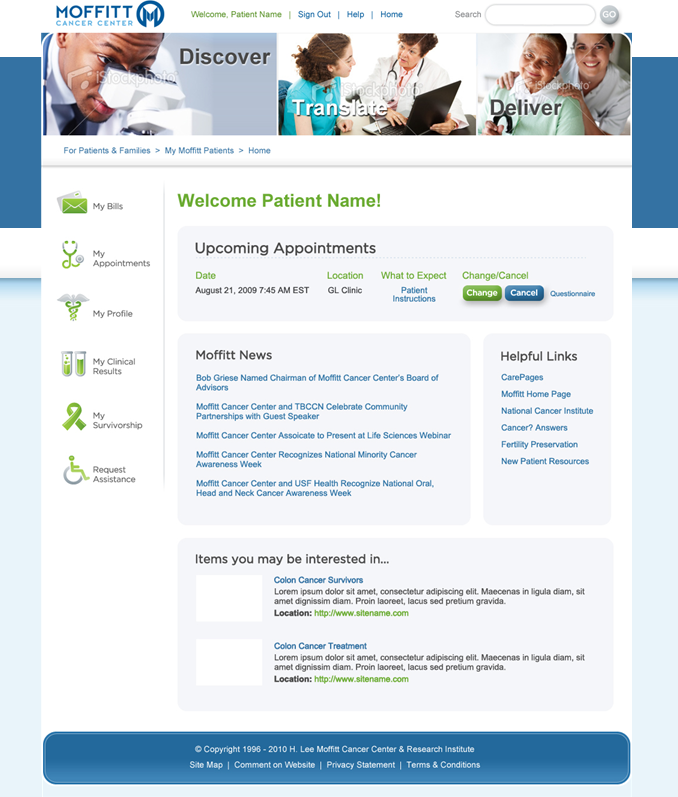 MOFFITT
CANCER CENTER
Welcome, Patient Name | Sign Out | Help | Home
Search
GO
iStockphoto
Discover
iStockphoto
Translate
iStockphoto
Deliver
For Patients & Families > My Moffitt Patients > Home
My Bills
My
Appointments
My Profile
My Clinical
Results
My
Survivorship
Request
Assistance
Welcome Patient Name!
Upcoming Appointments
Date Location What to Expect Change/Cancel
August 21, 2009 7:45 AM EST GL Clinic Patient
Instructions
Change Cancel Questionnaire
Moffitt News
Bob Griese Named Chairman of Moffitt Cancer Center's Board of
Advisors
Moffitt Cancer Center and TBCCN Celebrate Community
Partnerships with Guest Speaker
Moffitt Cancer Center Assoicate to Present at Life Sciences Webinar
Moffitt Cancer Center Recognizes National Minority Cancer
Awareness Week
Moffitt Cancer Center and USF Health Recognize National Oral,
Head and Neck Cancer Awareness Week
Helpful Links
CarePages
Moffitt Home Page
National Cancer Institute
Cancer? Answers
Fertility Preservation
New Patient Resources
Items you may be interested in...
Colon Cancer Survivors
Lorem ipsum dolor sit amet, consectetur adipiscing elit. Maecenas in ligula diam, sit
amet dignissim diam. Proin laoreet, lacus sed pretium gravida.
Location: http://www.sitename.com
Colon Cancer Treatment
Lorem ipsum dolor sit amet, consectetur adipiscing elit. Maecenas in ligula diam, sit
amet dignissim diam. Proin laoreet, lacus sed pretium gravida.
Location: http://www.sitename.com
© Copyright 1996 - 2010 H. Lee Moffitt Cancer Center & Research Institute
Site Map | Comment on Website | Privacy Statement | Terms & Conditions